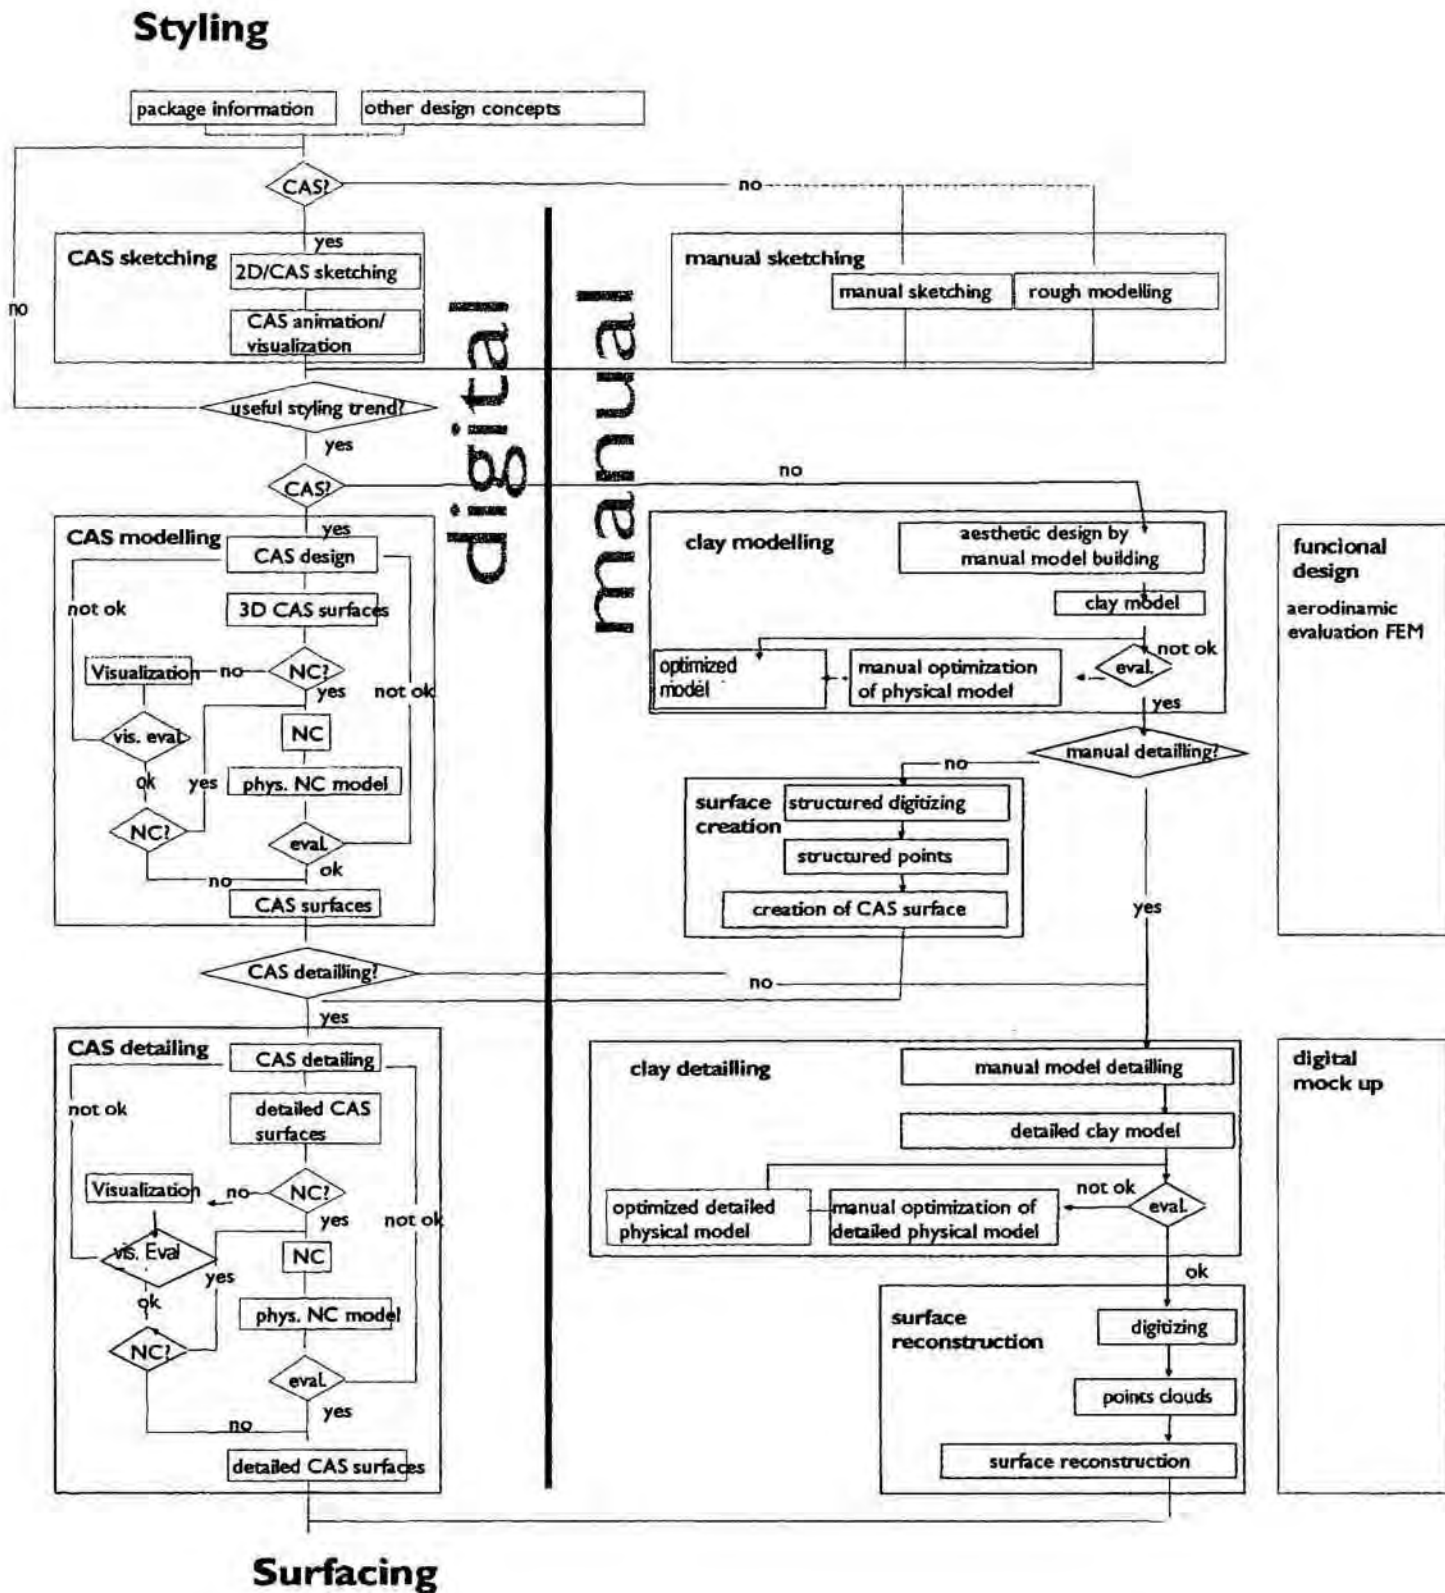 Styling
package information
other design concepts
CAS?
no
yes
CAS sketching
2D/CAS sketching
CAS animation/
visualization
no
manual sketching
manual sketching
rough modelling
digital
manual
useful styling trend?
yes
CAS?
no
yes
CAS modelling
CAS design
not ok
3D CAS surfaces
Visualization
no
NC?
yes
not ok
vis. eval
NC
ok
yes
phys. NC model
NC?
eval.
ok
no
CAS surfaces
clay modelling
aesthetic design by
manual model building
clay model
not ok
eval.
optimized
model
manual optimization
of physical model
yes
manual detailling?
no
surface
creation
structured digitizing
structured points
creation of CAS surface
yes
funcional
design
aerodinamic
evaluation FEM
CAS detailling?
no
yes
CAS detailing
CAS detailing
not ok
detailed CAS
surfaces
Visualization
no
NC?
yes
not ok
vis. Eval
NC
yes
ok
phys. NC model
NC?
eval.
yes
no
detailed CAS surfaces
clay detailling
manual model detailling
detailed clay model
not ok
eval.
optimized detailed
physical model
manual optimization of
detailed physical model
ok
surface
reconstruction
digitizing
points clouds
surface reconstruction
digital
mock up
Surfacing